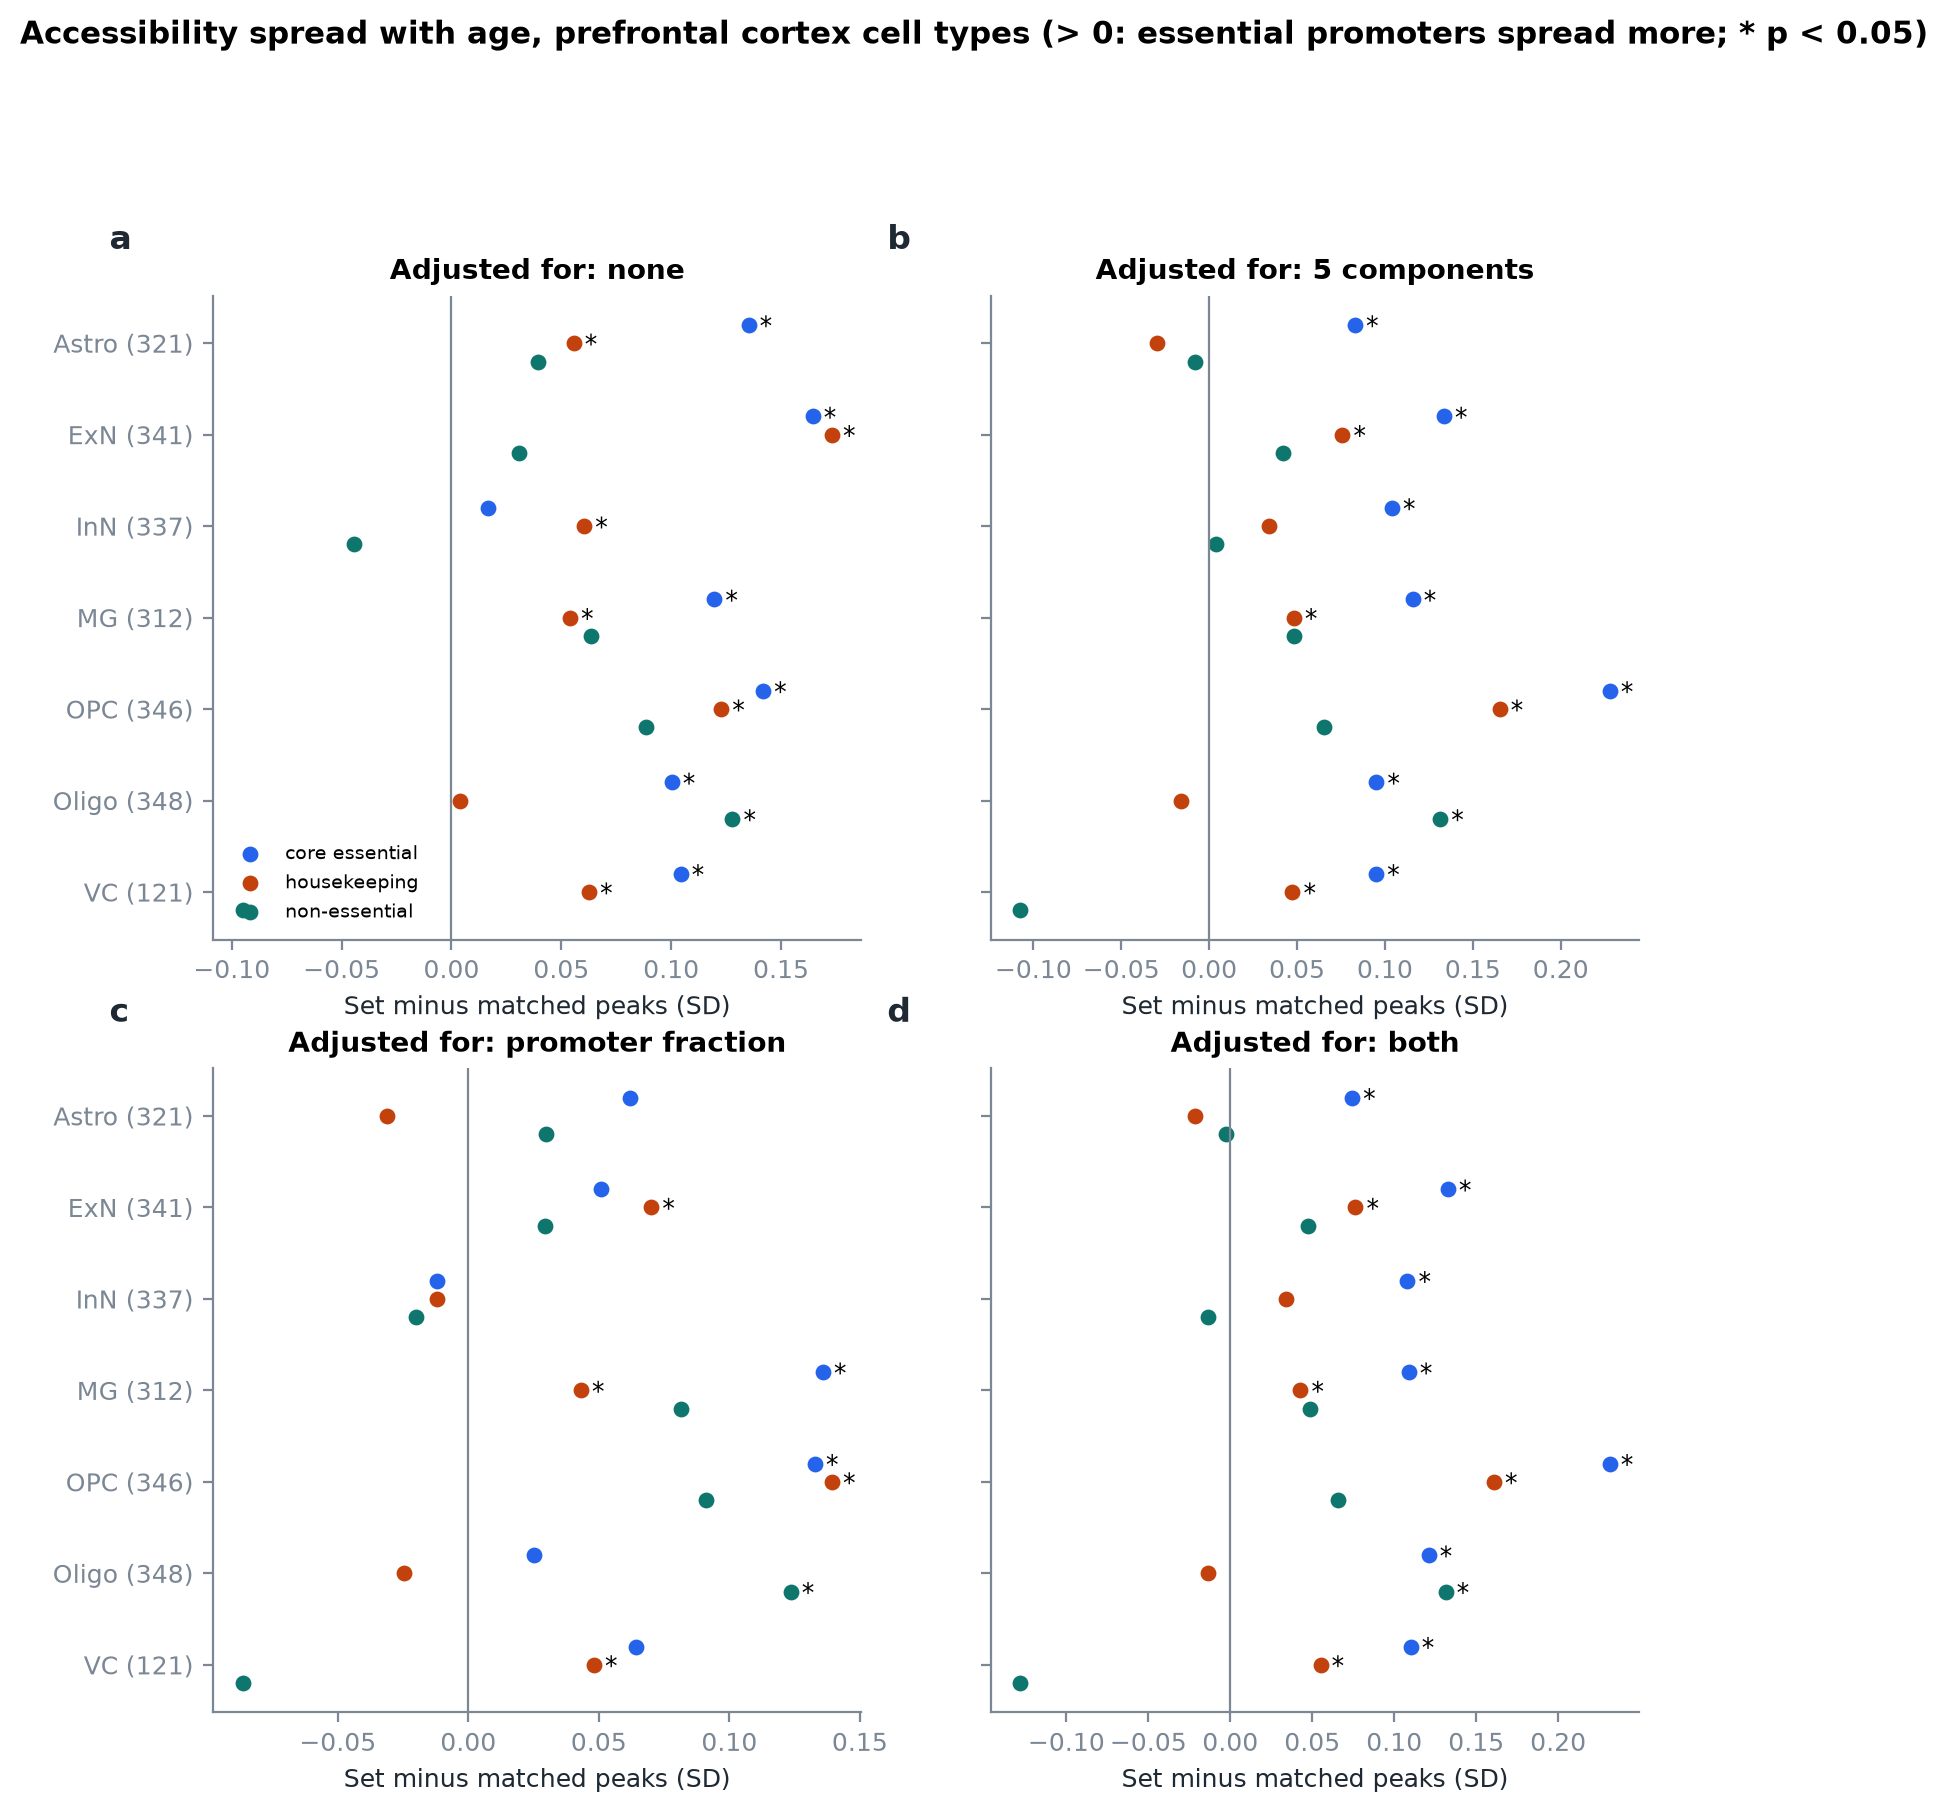 Accessibility spread with age, prefrontal cortex cell types (> 0: essential promoters spread more; * p < 0.05)
a
Adjusted for: none
Astro (321)
ExN (341)
InN (337)
MG (312)
OPC (346)
Oligo (348)
VC (121)
* * * * * * * * * * * * *
core essential
housekeeping
non-essential
−0.10 −0.05 0.00 0.05 0.10 0.15
Set minus matched peaks (SD)
b
Adjusted for: 5 components
* * * * * * * * * * * *
−0.10 −0.05 0.00 0.05 0.10 0.15 0.20
Set minus matched peaks (SD)
c
Adjusted for: promoter fraction
Astro (321)
ExN (341)
InN (337)
MG (312)
OPC (346)
Oligo (348)
VC (121)
* * * * * * *
−0.05 0.00 0.05 0.10 0.15
Set minus matched peaks (SD)
d
Adjusted for: both
* * * * * * * * * * * *
−0.10 −0.05 0.00 0.05 0.10 0.15 0.20
Set minus matched peaks (SD)